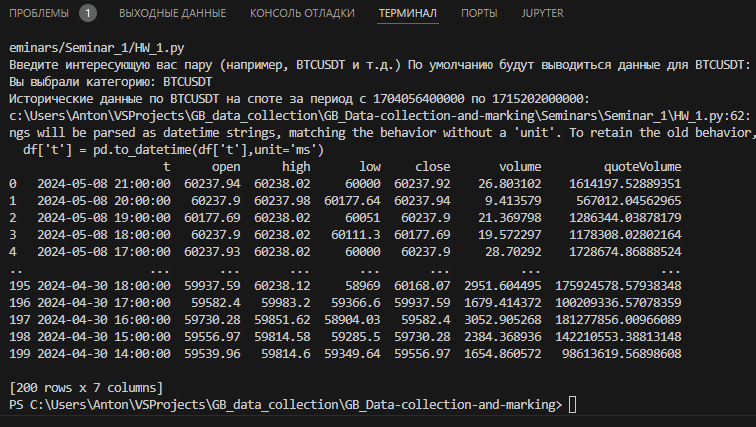 ПРОБЛЕМЫ 1 ВЫХОДНЫЕ ДАННЫЕ КОНСОЛЬ ОТЛАДКИ ТЕРМИНАЛ ПОРТЫ JUPYTER
eminars/Seminar_1/HW_1.py
Введите интересующую вас пару (например, BTCUSDT и т.д.) По умолчанию будут выводиться данные для BTCUSDT:
Вы выбрали категорию: BTCUSDT
Исторические данные по BTCUSDT на споте за период с 1704056400000 по 1715202000000:
c:\Users\Anton\VSProjects\GB_data_collection\GB_Data-collection-and-marking\Seminars\Seminar_1\HW_1.py:62:
ngs will be parsed as datetime strings, matching the behavior without a 'unit'. To retain the old behavior,
df['t'] = pd.to_datetime(df['t'],unit='ms')
t open high low close volume quoteVolume
0 2024-05-08 21:00:00 60237.94 60238.02 60000 60237.92 26.803102 1614197.52889351
1 2024-05-08 20:00:00 60237.9 60237.98 60177.64 60237.94 9.413579 567012.04562965
2 2024-05-08 19:00:00 60177.69 60238.02 60051 60237.9 21.369798 1286344.03878179
3 2024-05-08 18:00:00 60237.9 60238.02 60111.3 60177.69 19.572297 1178308.02802164
4 2024-05-08 17:00:00 60237.93 60238.02 60000 60237.9 28.70292 1728674.86888524
.. ... ... ... ... ... ... ...
195 2024-04-30 18:00:00 59937.59 60238.12 58969 60168.07 2951.604495 175924578.57938348
196 2024-04-30 17:00:00 59582.4 59983.2 59366.6 59937.59 1679.414372 100209336.57078359
197 2024-04-30 16:00:00 59730.28 59851.62 58904.03 59582.4 3052.905268 181277856.00966089
198 2024-04-30 15:00:00 59556.97 59814.58 59285.5 59730.28 2384.368936 142210553.38813148
199 2024-04-30 14:00:00 59539.96 59814.6 59349.64 59556.97 1654.860572 98613619.56898608
[200 rows x 7 columns]
PS C:\Users\Anton\VSProjects\GB_data_collection\GB_Data-collection-and-marking>